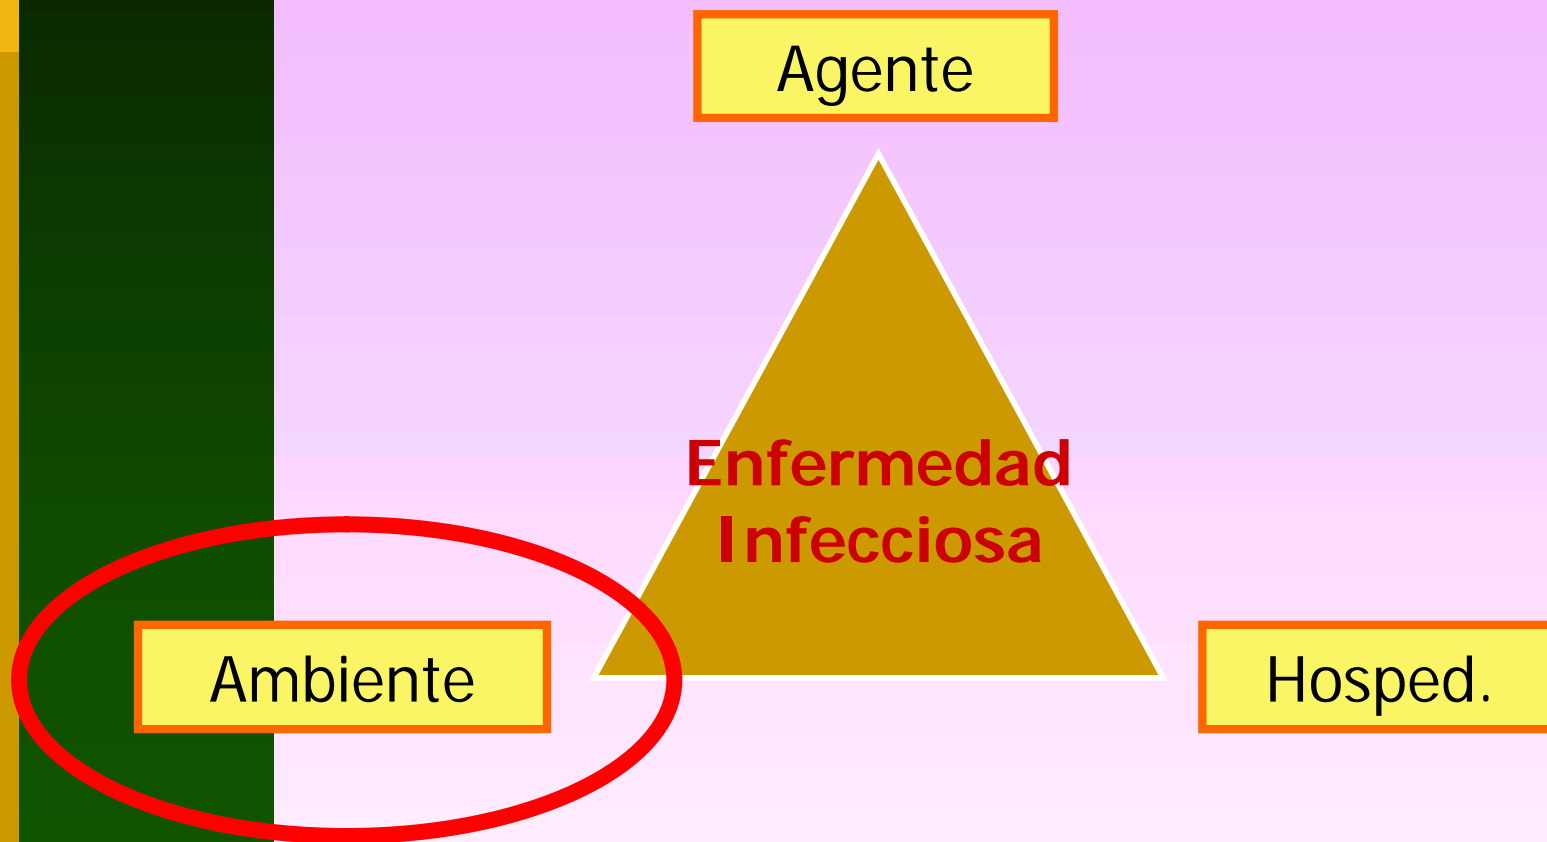 Agente
Enfermedad
Infecciosa
Ambiente
Hosped.